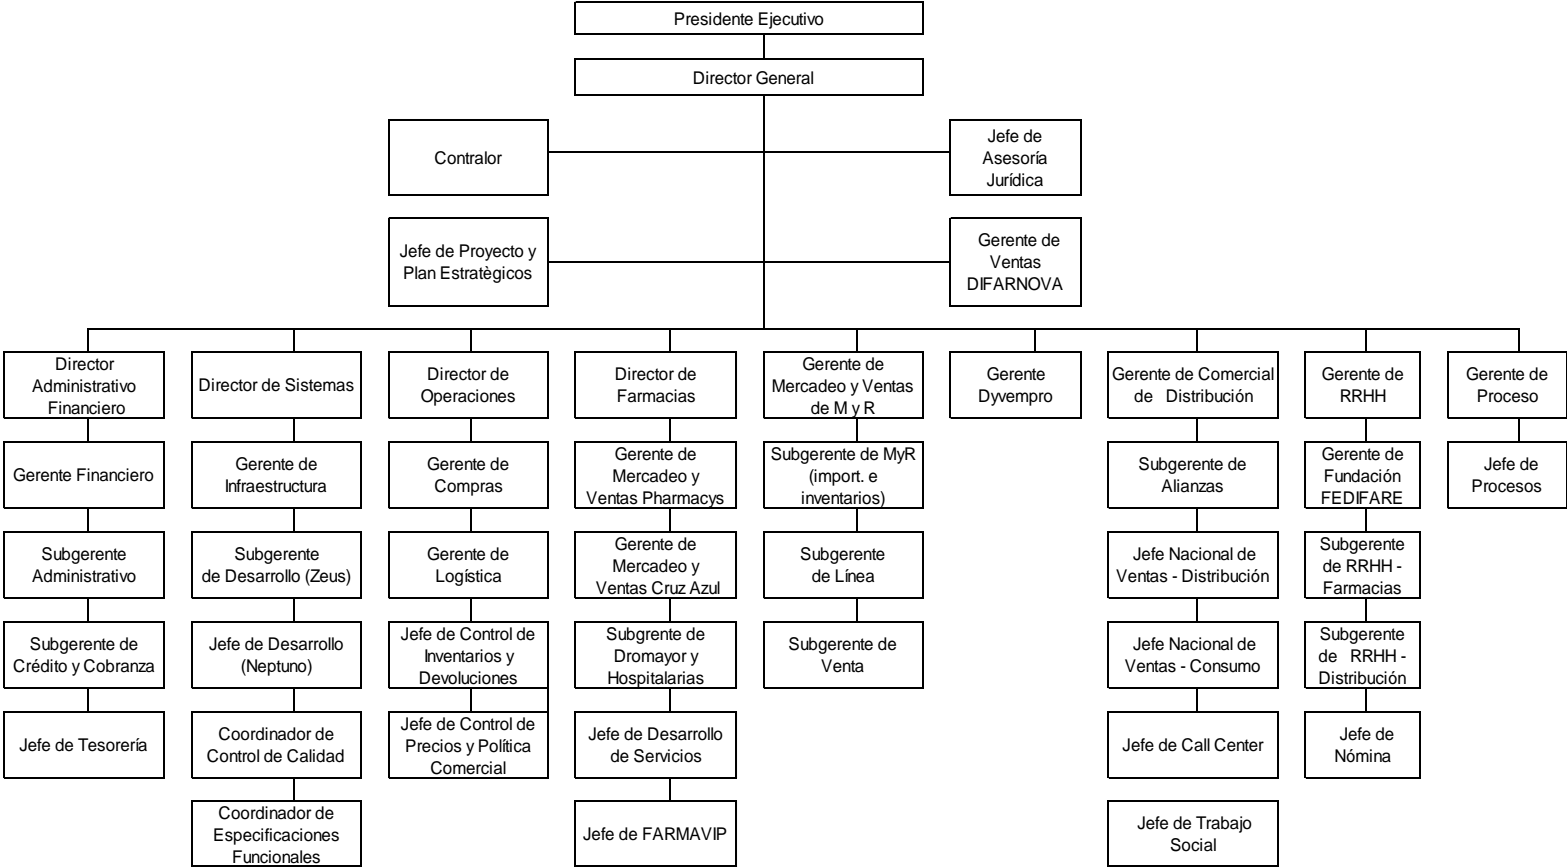 Presidente Ejecutivo
Director General
Contralor
Jefe de
Asesoría
Jurídica
Jefe de Proyecto y
Plan Estratègicos
Gerente de
Ventas
DIFARNOVA
Director
Administrativo
Financiero
Director de Sistemas
Director de
Operaciones
Director de
Farmacias
Gerente de
Mercadeo y Ventas
de M y R
Gerente
Dyvempro
Gerente de Comercial
de Distribución
Gerente de
RRHH
Gerente de
Proceso
Gerente Financiero
Gerente de
Infraestructura
Gerente de
Compras
Gerente de
Mercadeo y
Ventas Pharmacys
Subgerente de MyR
(import. e
inventarios)
Subgerente de
Alianzas
Gerente de
Fundación
FEDIFARE
Jefe de
Procesos
Subgerente
Administrativo
Subgerente
de Desarrollo (Zeus)
Gerente de
Logística
Gerente de
Mercadeo y
Ventas Cruz Azul
Subgerente
de Línea
Jefe Nacional de
Ventas - Distribución
Subgerente
de RRHH -
Farmacias
Subgerente de
Crédito y Cobranza
Jefe de Desarrollo
(Neptuno)
Jefe de Control de
Inventarios y
Devoluciones
Subgrente de
Dromayor y
Hospitalarias
Subgerente de
Venta
Jefe Nacional de
Ventas - Consumo
Subgerente
de RRHH -
Distribución
Jefe de Tesorería
Coordinador de
Control de Calidad
Jefe de Control de
Precios y Política
Comercial
Jefe de Desarrollo
de Servicios
Jefe de Call Center
Jefe de
Nómina
Coordinador de
Especificaciones
Funcionales
Jefe de FARMAVIP
Jefe de Trabajo
Social